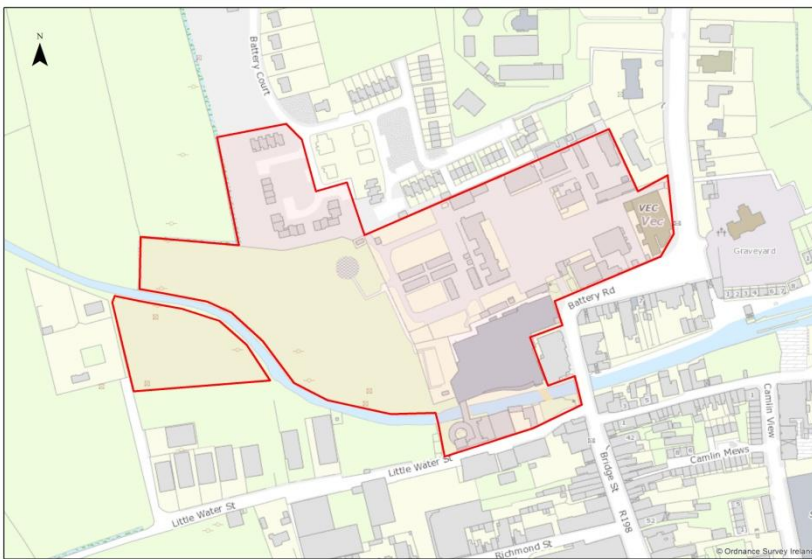 N
Battery Court
VEC
Vec
Graveyard
Battery Rd
Little Water St
Little Water St
Bridge St
R198
Camlin View
Camlin Mews
Richmond St
© Ordnance Survey Irelan